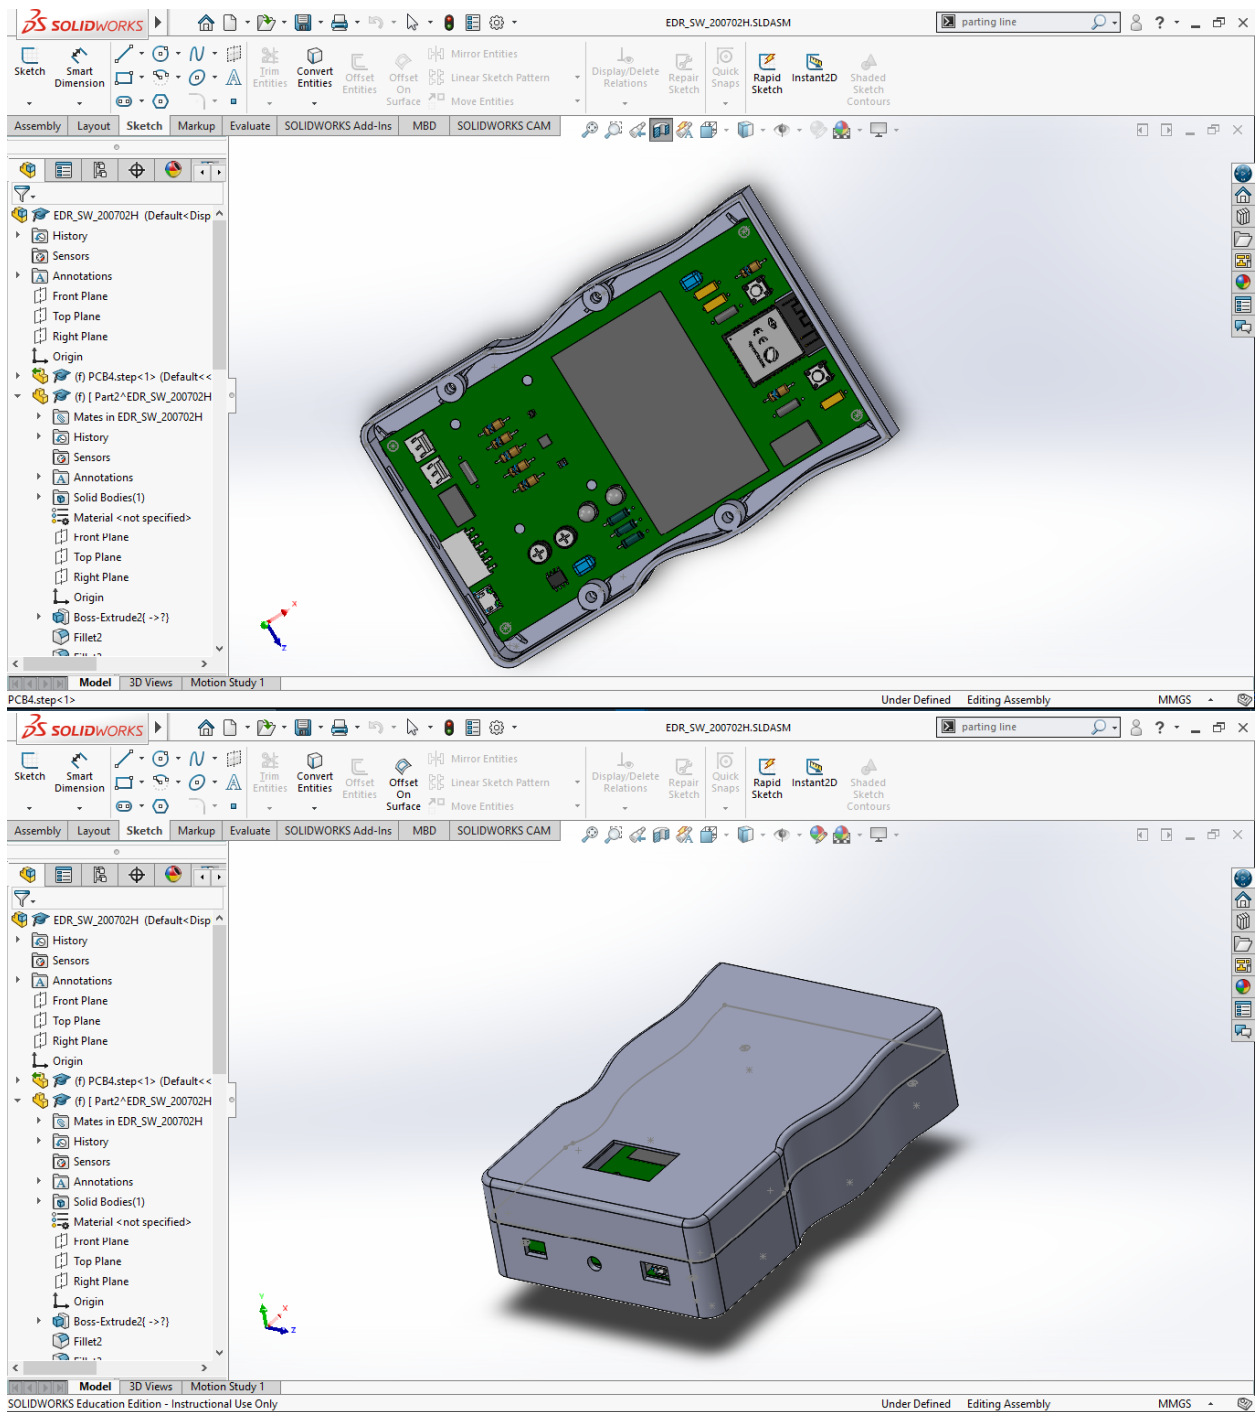 SOLIDWORKS
EDR_SW_200702H.SLDASM
parting line
?
Sketch
Smart Dimension
Trim Entities
Convert Entities
Offset Entities
Offset On Surface
Mirror Entities
Linear Sketch Pattern
Move Entities
Display/Delete Relations
Repair Sketch
Quick Snaps
Rapid Sketch
Instant2D
Shaded Sketch Contours
Assembly Layout Sketch Markup Evaluate SOLIDWORKS Add-Ins MBD SOLIDWORKS CAM
EDR_SW_200702H (Default<Disp
History
Sensors
Annotations
Front Plane
Top Plane
Right Plane
Origin
(f) PCB4.step<1> (Default<<
(f) [ Part2^EDR_SW_200702H
Mates in EDR_SW_200702H
History
Sensors
Annotations
Solid Bodies(1)
Material <not specified>
Front Plane
Top Plane
Right Plane
Origin
Boss-Extrude2{ ->?}
Fillet2
x
z
Model 3D Views Motion Study 1
PCB4.step<1> Under Defined Editing Assembly MMGS
SOLIDWORKS
EDR_SW_200702H.SLDASM
parting line
?
Sketch
Smart Dimension
Trim Entities
Convert Entities
Offset Entities
Offset On Surface
Mirror Entities
Linear Sketch Pattern
Move Entities
Display/Delete Relations
Repair Sketch
Quick Snaps
Rapid Sketch
Instant2D
Shaded Sketch Contours
Assembly Layout Sketch Markup Evaluate SOLIDWORKS Add-Ins MBD SOLIDWORKS CAM
EDR_SW_200702H (Default<Disp
History
Sensors
Annotations
Front Plane
Top Plane
Right Plane
Origin
(f) PCB4.step<1> (Default<<
(f) [ Part2^EDR_SW_200702H
Mates in EDR_SW_200702H
History
Sensors
Annotations
Solid Bodies(1)
Material <not specified>
Front Plane
Top Plane
Right Plane
Origin
Boss-Extrude2{ ->?}
Fillet2
Y
X
Z
Model 3D Views Motion Study 1
SOLIDWORKS Education Edition - Instructional Use Only Under Defined Editing Assembly MMGS